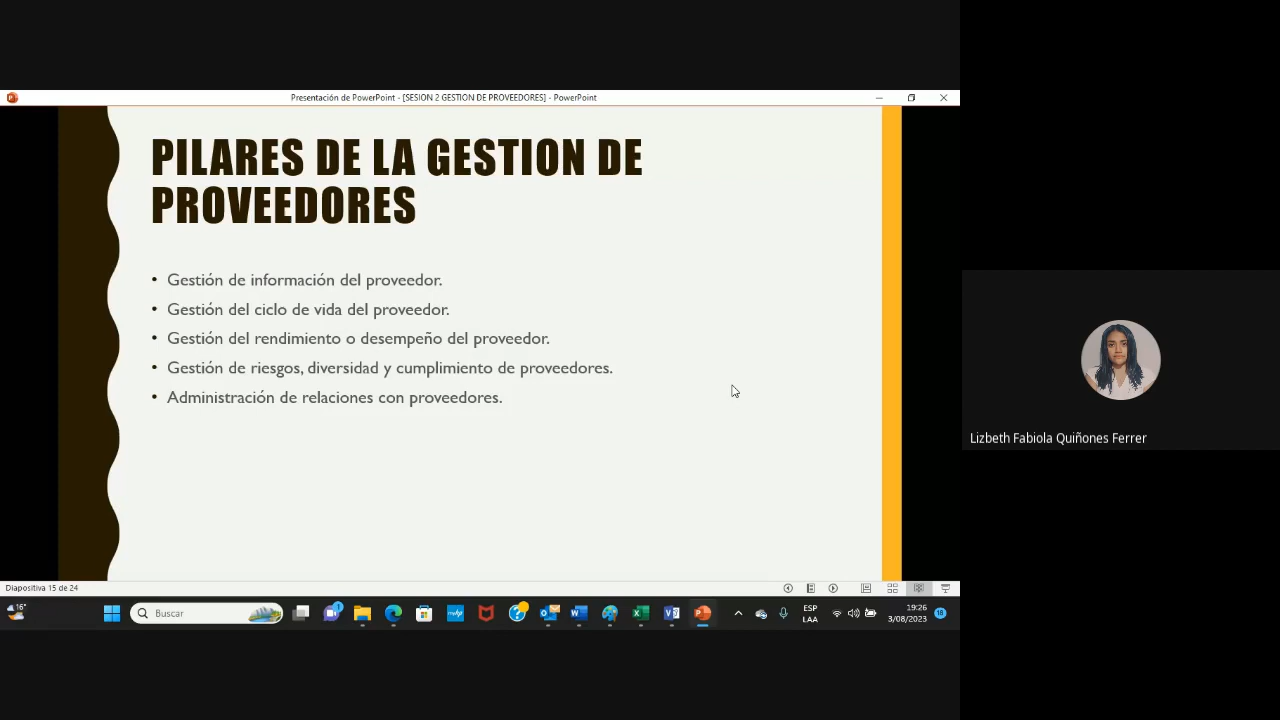 Presentación de PowerPoint - [SESION 2 GESTION DE PROVEEDORES] - PowerPoint
PILARES DE LA GESTION DE
PROVEEDORES
• Gestión de información del proveedor.
• Gestión del ciclo de vida del proveedor.
• Gestión del rendimiento o desempeño del proveedor.
• Gestión de riesgos, diversidad y cumplimiento de proveedores.
• Administración de relaciones con proveedores.
Lizbeth Fabiola Quiñones Ferrer
Diapositiva 15 de 24
16°
Buscar
1
ESP
LAA
19:26
3/08/2023
18